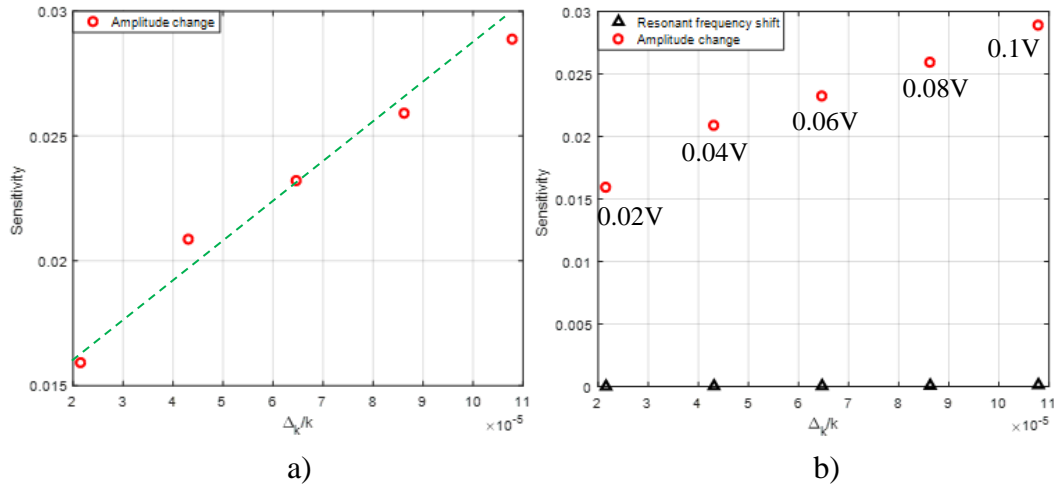 Amplitude change
Sensitivity
0.03
0.025
0.02
0.015
2
3
4
5
6
7
8
9
10
11
Δk/k
×10-5
a)
Resonant frequency shift
Amplitude change
Sensitivity
0.03
0.025
0.02
0.015
0.01
0.005
0
0.02V
0.04V
0.06V
0.08V
0.1V
2
3
4
5
6
7
8
9
10
11
Δk/k
×10-5
b)